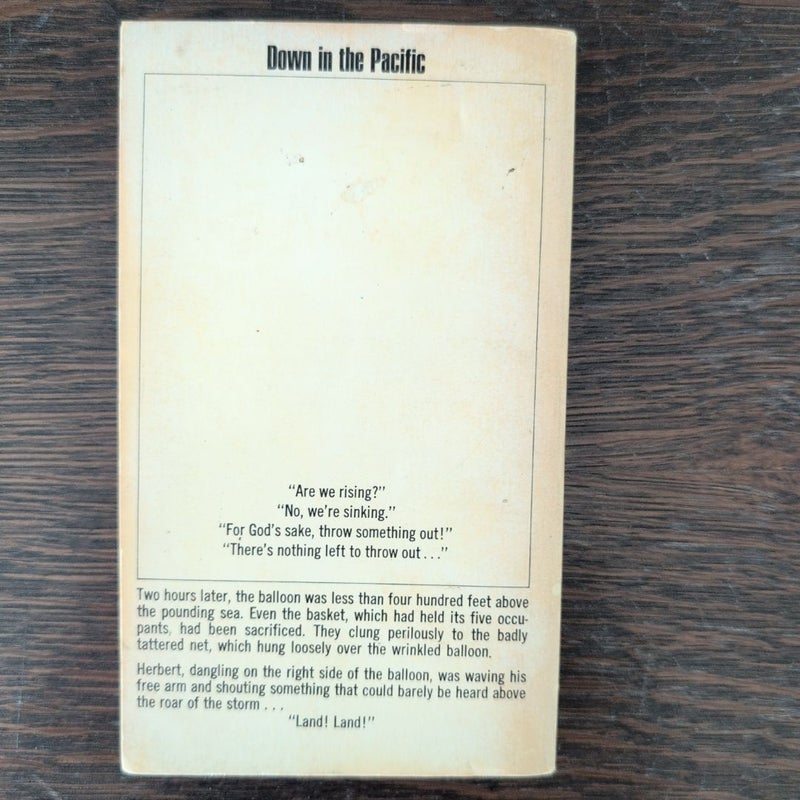 Down in the Pacific
“Are we rising?”
“No, we're sinking.”
“For God's sake, throw something out!”
“There's nothing left to throw out . . .”
Two hours later, the balloon was less than four hundred feet above
the pounding sea. Even the basket, which had held its five occu-
pants, had been sacrificed. They clung perilously to the badly
tattered net, which hung loosely over the wrinkled balloon.
Herbert, dangling on the right side of the balloon, was waving his
free arm and shouting something that could barely be heard above
the roar of the storm . . .
“Land! Land!”